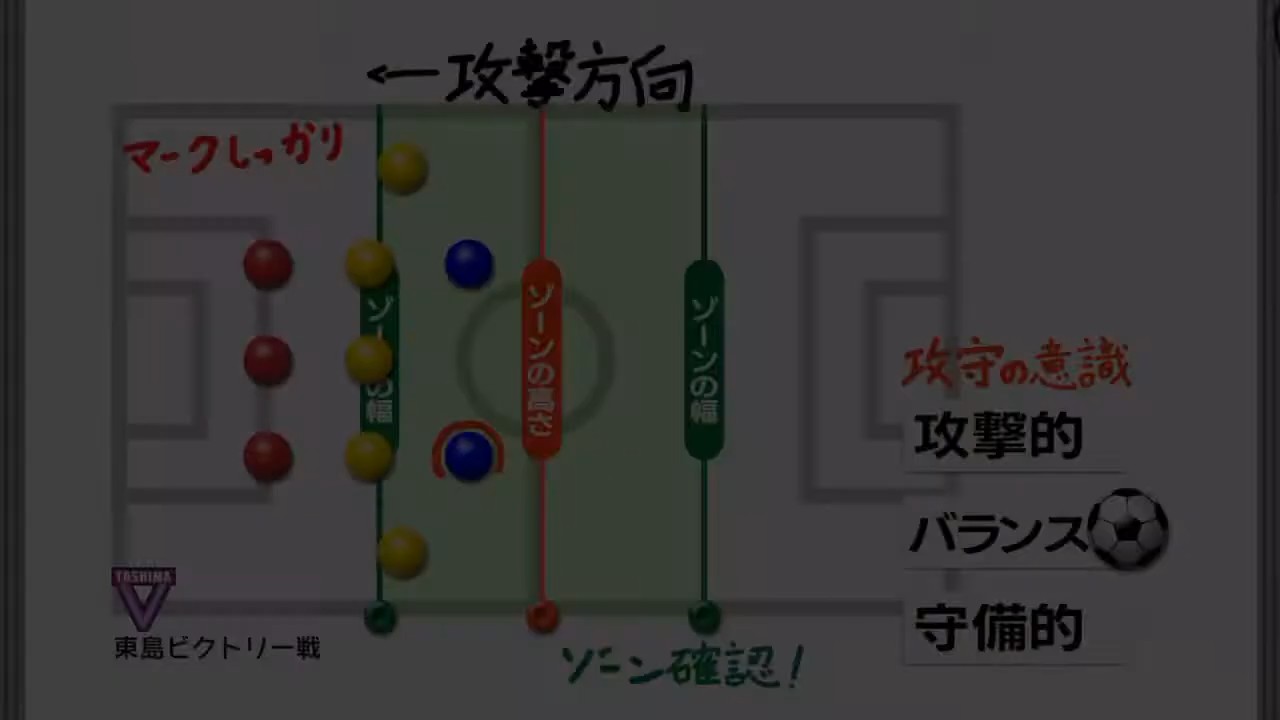 ←攻撃方向
マークしっかり
ゾーンの幅
ゾーンの高さ
ゾーンの幅
攻守の意識
攻撃的
バランス
守備的
TOSHIMA
V
東島ビクトリー戦
ゾーン確認!